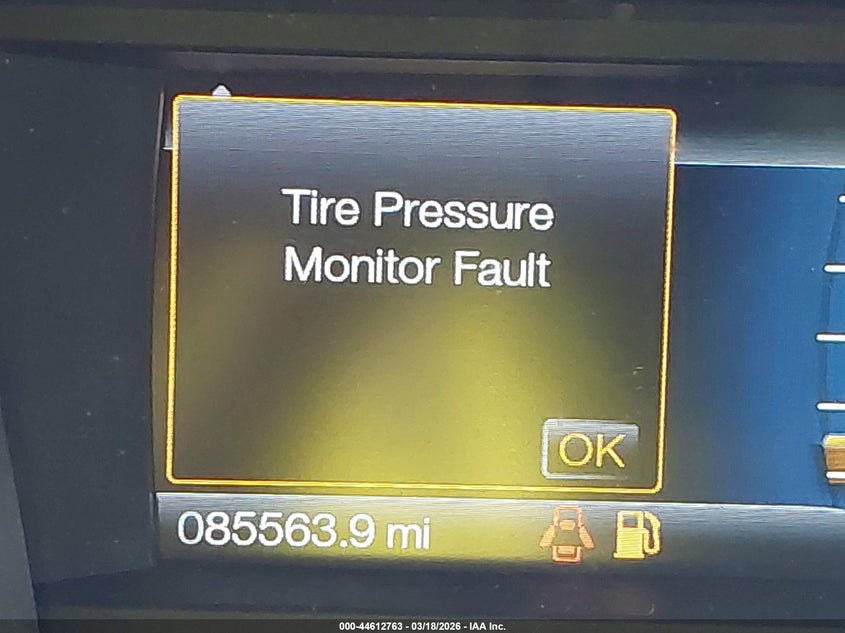 Tire Pressure
Monitor Fault
OK
085563.9 mi
000-44612763 - 03/18/2026 - IAA Inc.